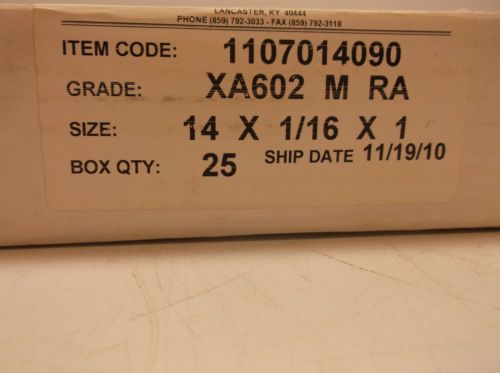 LANCASTER, KY 40444
PHONE (859) 792-3033 - FAX (859) 792-3118
ITEM CODE: 1107014090
GRADE: XA602 M RA
SIZE: 14 X 1/16 X 1
BOX QTY: 25 SHIP DATE 11/19/10